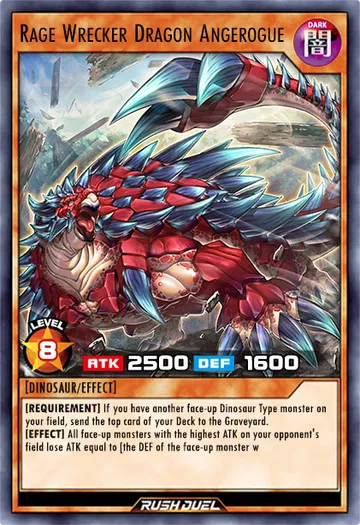 Rage Wrecker Dragon Angerogue
DARK
闇
LEVEL
8
ATK 2500 DEF 1600
[DINOSAUR/EFFECT]
[REQUIREMENT] If you have another face-up Dinosaur Type monster on
your field, send the top card of your Deck to the Graveyard.
[EFFECT] All face-up monsters with the highest ATK on your opponent's
field lose ATK equal to [the DEF of the face-up monster w
RUSH DUEL